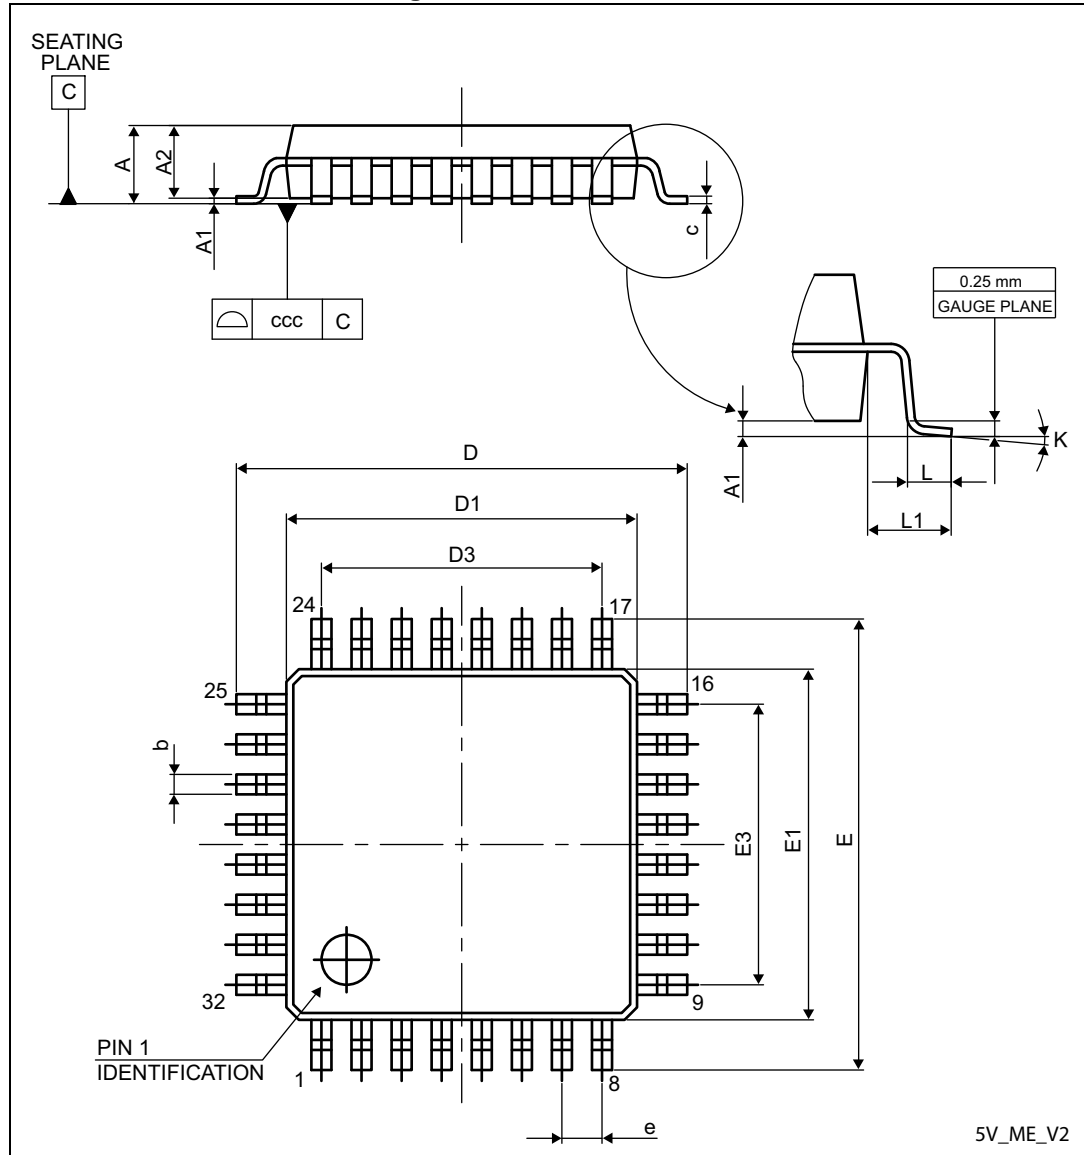 SEATING
PLANE
C
A
A2
A1
c
ccc
C
0.25 mm
GAUGE PLANE
K
A1
L
L1
D
D1
D3
24
17
25
16
b
E3
E1
E
32
9
PIN 1
IDENTIFICATION
1
8
e
5V_ME_V2